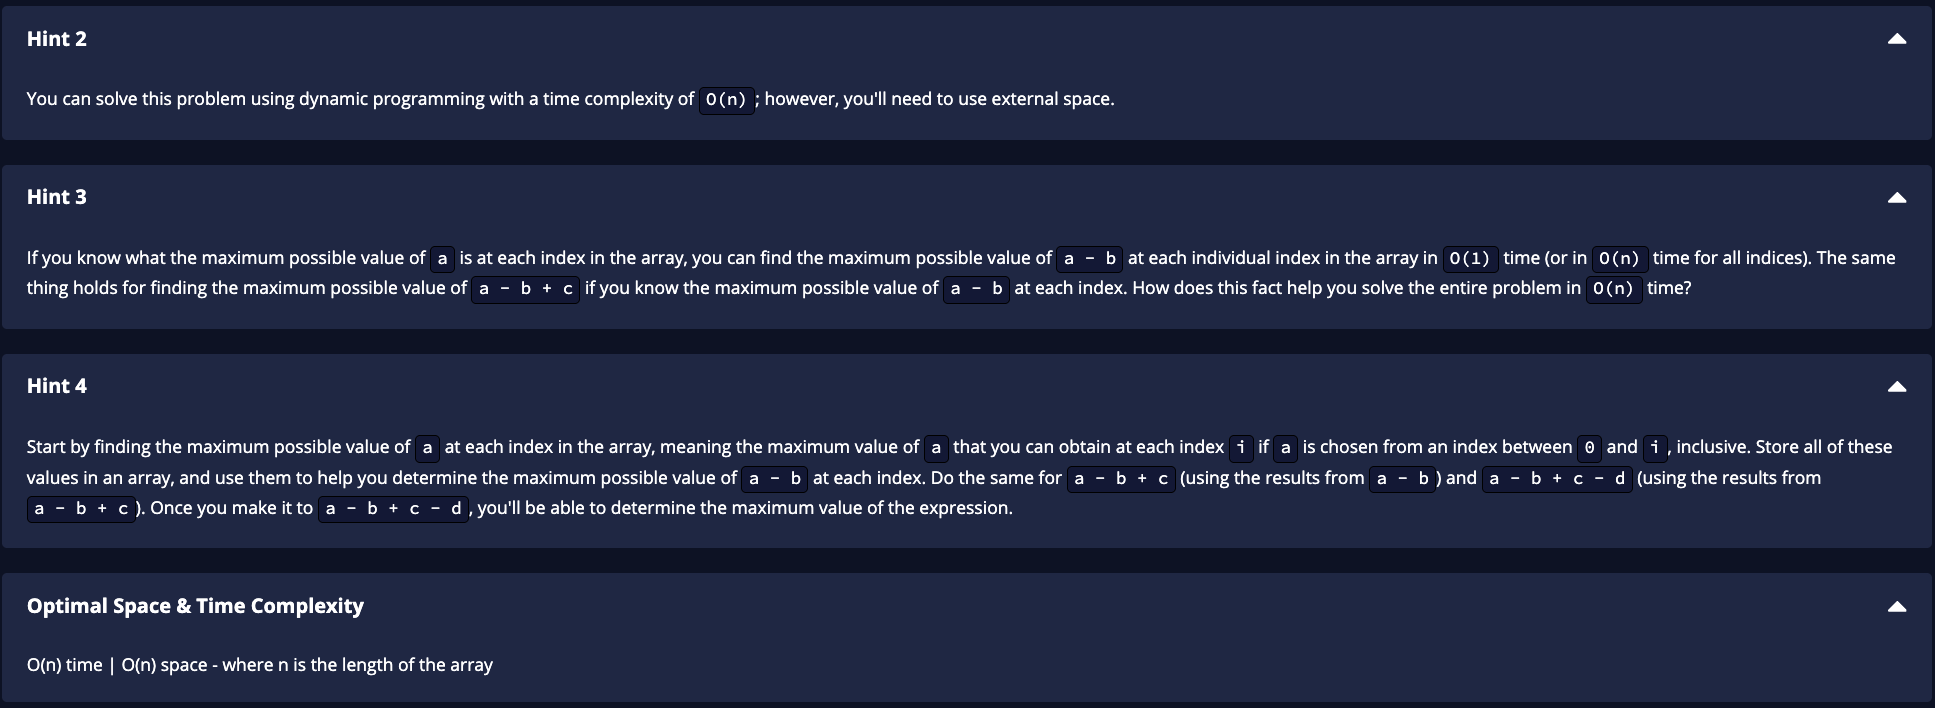 Hint 2
You can solve this problem using dynamic programming with a time complexity of O(n) ; however, you'll need to use external space.
Hint 3
If you know what the maximum possible value of a is at each index in the array, you can find the maximum possible value of a - b at each individual index in the array in O(1) time (or in O(n) time for all indices). The same
thing holds for finding the maximum possible value of a - b + c if you know the maximum possible value of a - b at each index. How does this fact help you solve the entire problem in O(n) time?
Hint 4
Start by finding the maximum possible value of a at each index in the array, meaning the maximum value of a that you can obtain at each index i if a is chosen from an index between 0 and i , inclusive. Store all of these
values in an array, and use them to help you determine the maximum possible value of a - b at each index. Do the same for a - b + c (using the results from a - b ) and a - b + c - d (using the results from
a - b + c ). Once you make it to a - b + c - d , you'll be able to determine the maximum value of the expression.
Optimal Space & Time Complexity
O(n) time | O(n) space - where n is the length of the array